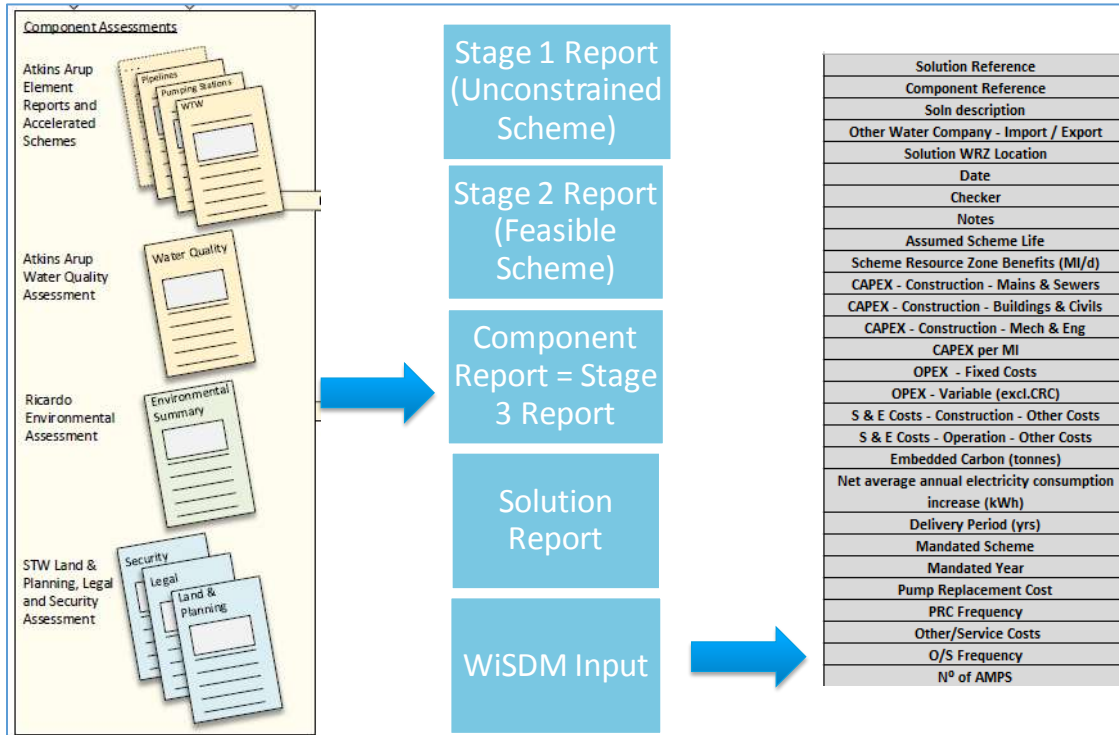 Component Assessments
Atkins Arup
Element
Reports and
Accelerated
Schemes
Pipelines
Pumping Stations
WTW
Atkins Arup
Water Quality
Assessment
Water Quality
Ricardo
Environmental
Assessment
Environmental
Summary
STW Land &
Planning, Legal
and Security
Assessment
Security
Legal
Land &
Planning
Stage 1 Report
(Unconstrained
Scheme)
Stage 2 Report
(Feasible
Scheme)
Component
Report = Stage
3 Report
Solution
Report
WiSDM Input
Solution Reference
Component Reference
Soln description
Other Water Company - Import / Export
Solution WRZ Location
Date
Checker
Notes
Assumed Scheme Life
Scheme Resource Zone Benefits (Ml/d)
CAPEX - Construction - Mains & Sewers
CAPEX - Construction - Buildings & Civils
CAPEX - Construction - Mech & Eng
CAPEX per Ml
OPEX - Fixed Costs
OPEX - Variable (excl.CRC)
S & E Costs - Construction - Other Costs
S & E Costs - Operation - Other Costs
Embedded Carbon (tonnes)
Net average annual electricity consumption
increase (kWh)
Delivery Period (yrs)
Mandated Scheme
Mandated Year
Pump Replacement Cost
PRC Frequency
Other/Service Costs
O/S Frequency
Nº of AMPS